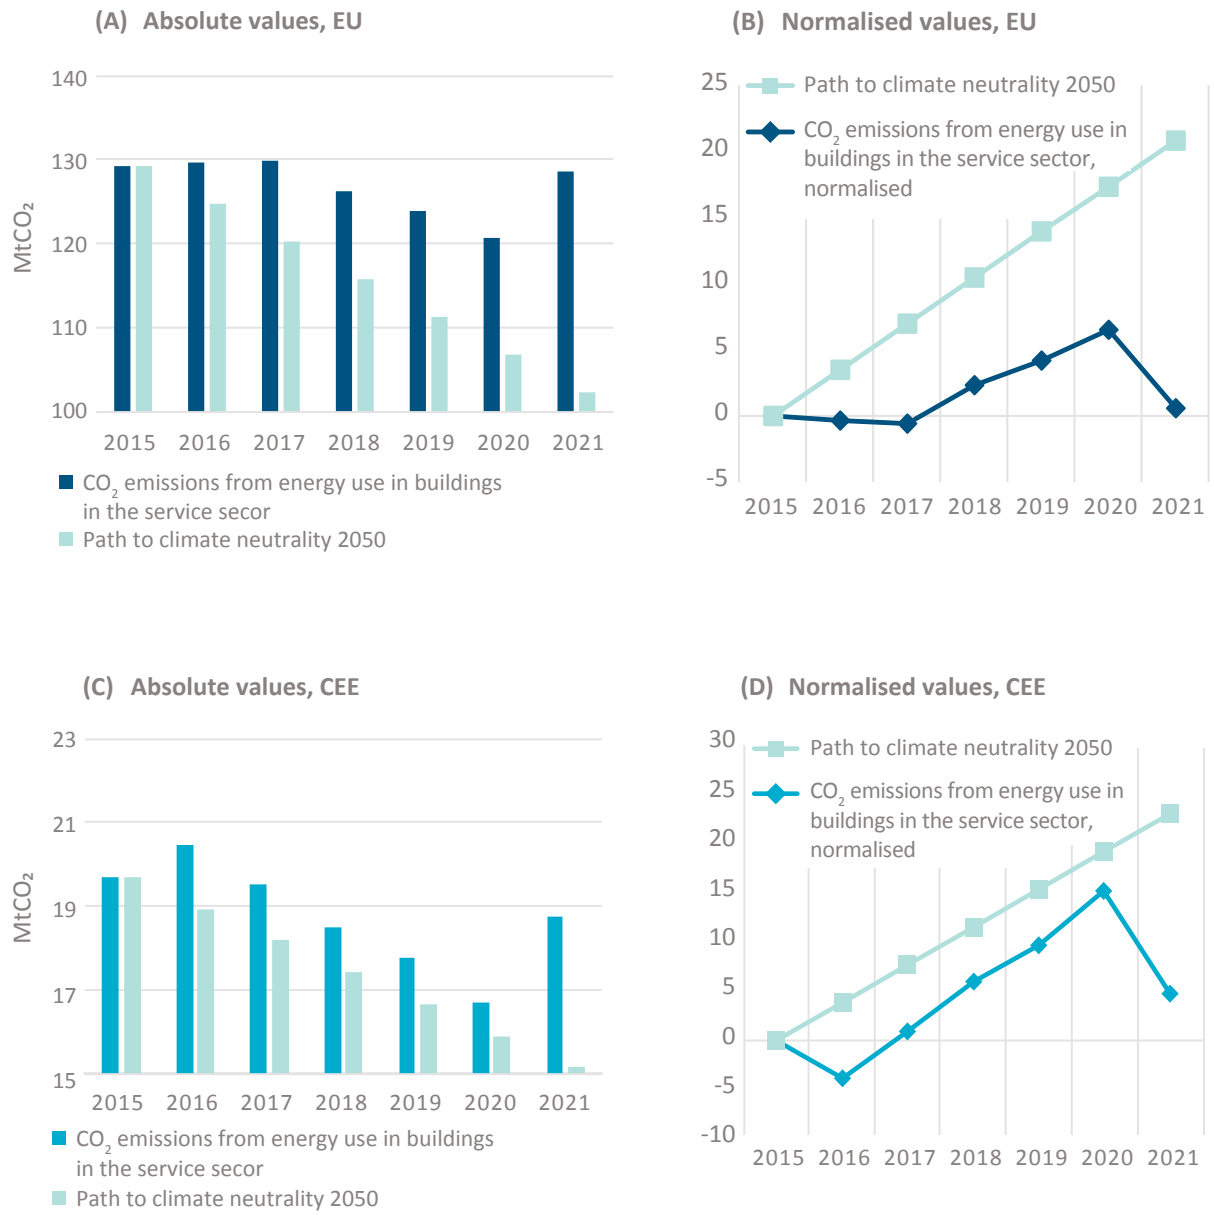 (A) Absolute values, EU
140
130
120
110
100
MtCO₂
2015 2016 2017 2018 2019 2020 2021
CO₂ emissions from energy use in buildings
in the service secor
Path to climate neutrality 2050
(B) Normalised values, EU
25
20
15
10
5
0
-5
Path to climate neutrality 2050
CO₂ emissions from energy use in
buildings in the service sector,
normalised
2015 2016 2017 2018 2019 2020 2021
(C) Absolute values, CEE
23
21
19
17
15
MtCO₂
2015 2016 2017 2018 2019 2020 2021
CO₂ emissions from energy use in buildings
in the service secor
Path to climate neutrality 2050
(D) Normalised values, CEE
30
25
20
15
10
5
0
-5
-10
Path to climate neutrality 2050
CO₂ emissions from energy use in
buildings in the service sector,
normalised
2015 2016 2017 2018 2019 2020 2021